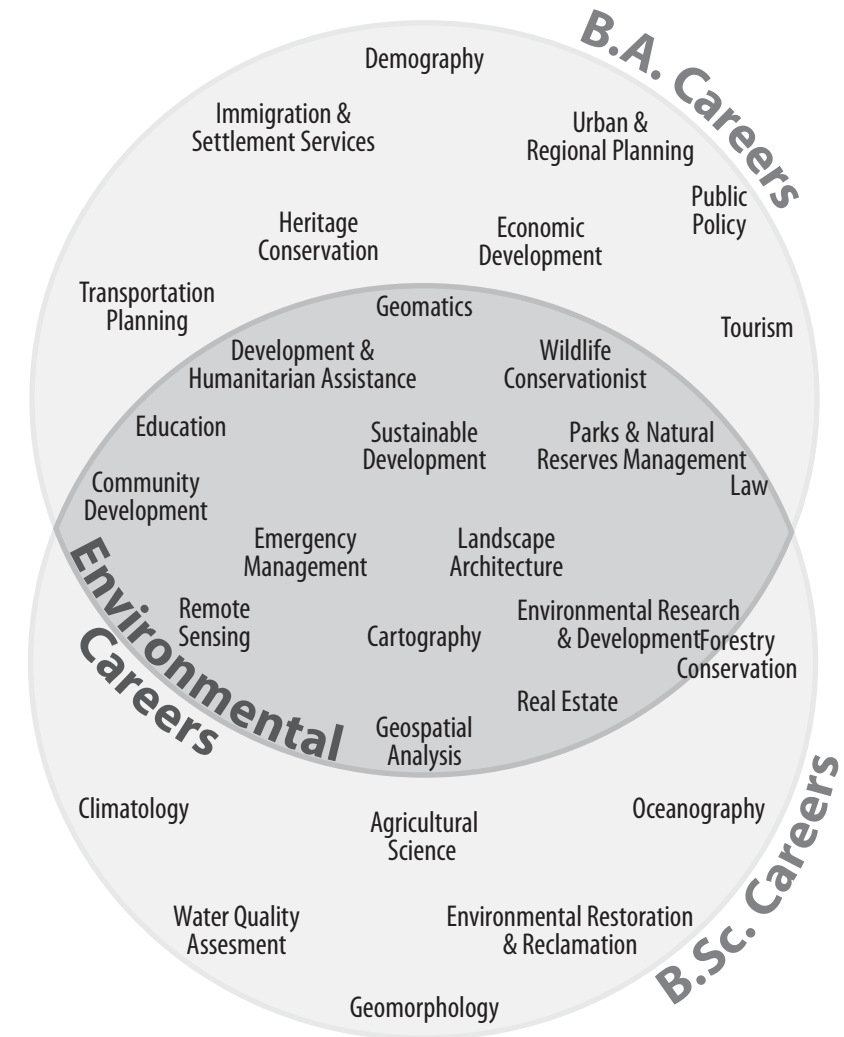 B.A. Careers
Demography
Immigration &
Settlement Services
Urban &
Regional Planning
Public
Policy
Heritage
Conservation
Economic
Development
Transportation
Planning
Tourism
Geomatics
Development &
Humanitarian Assistance
Wildlife
Conservationist
Education
Sustainable
Development
Parks & Natural
Reserves Management
Law
Community
Development
Emergency
Management
Landscape
Architecture
Environmental
Careers
Remote
Sensing
Cartography
Environmental Research
& Development
Forestry
Conservation
Real Estate
Geospatial
Analysis
Climatology
Agricultural
Science
Oceanography
B.Sc. Careers
Water Quality
Assesment
Environmental Restoration
& Reclamation
Geomorphology